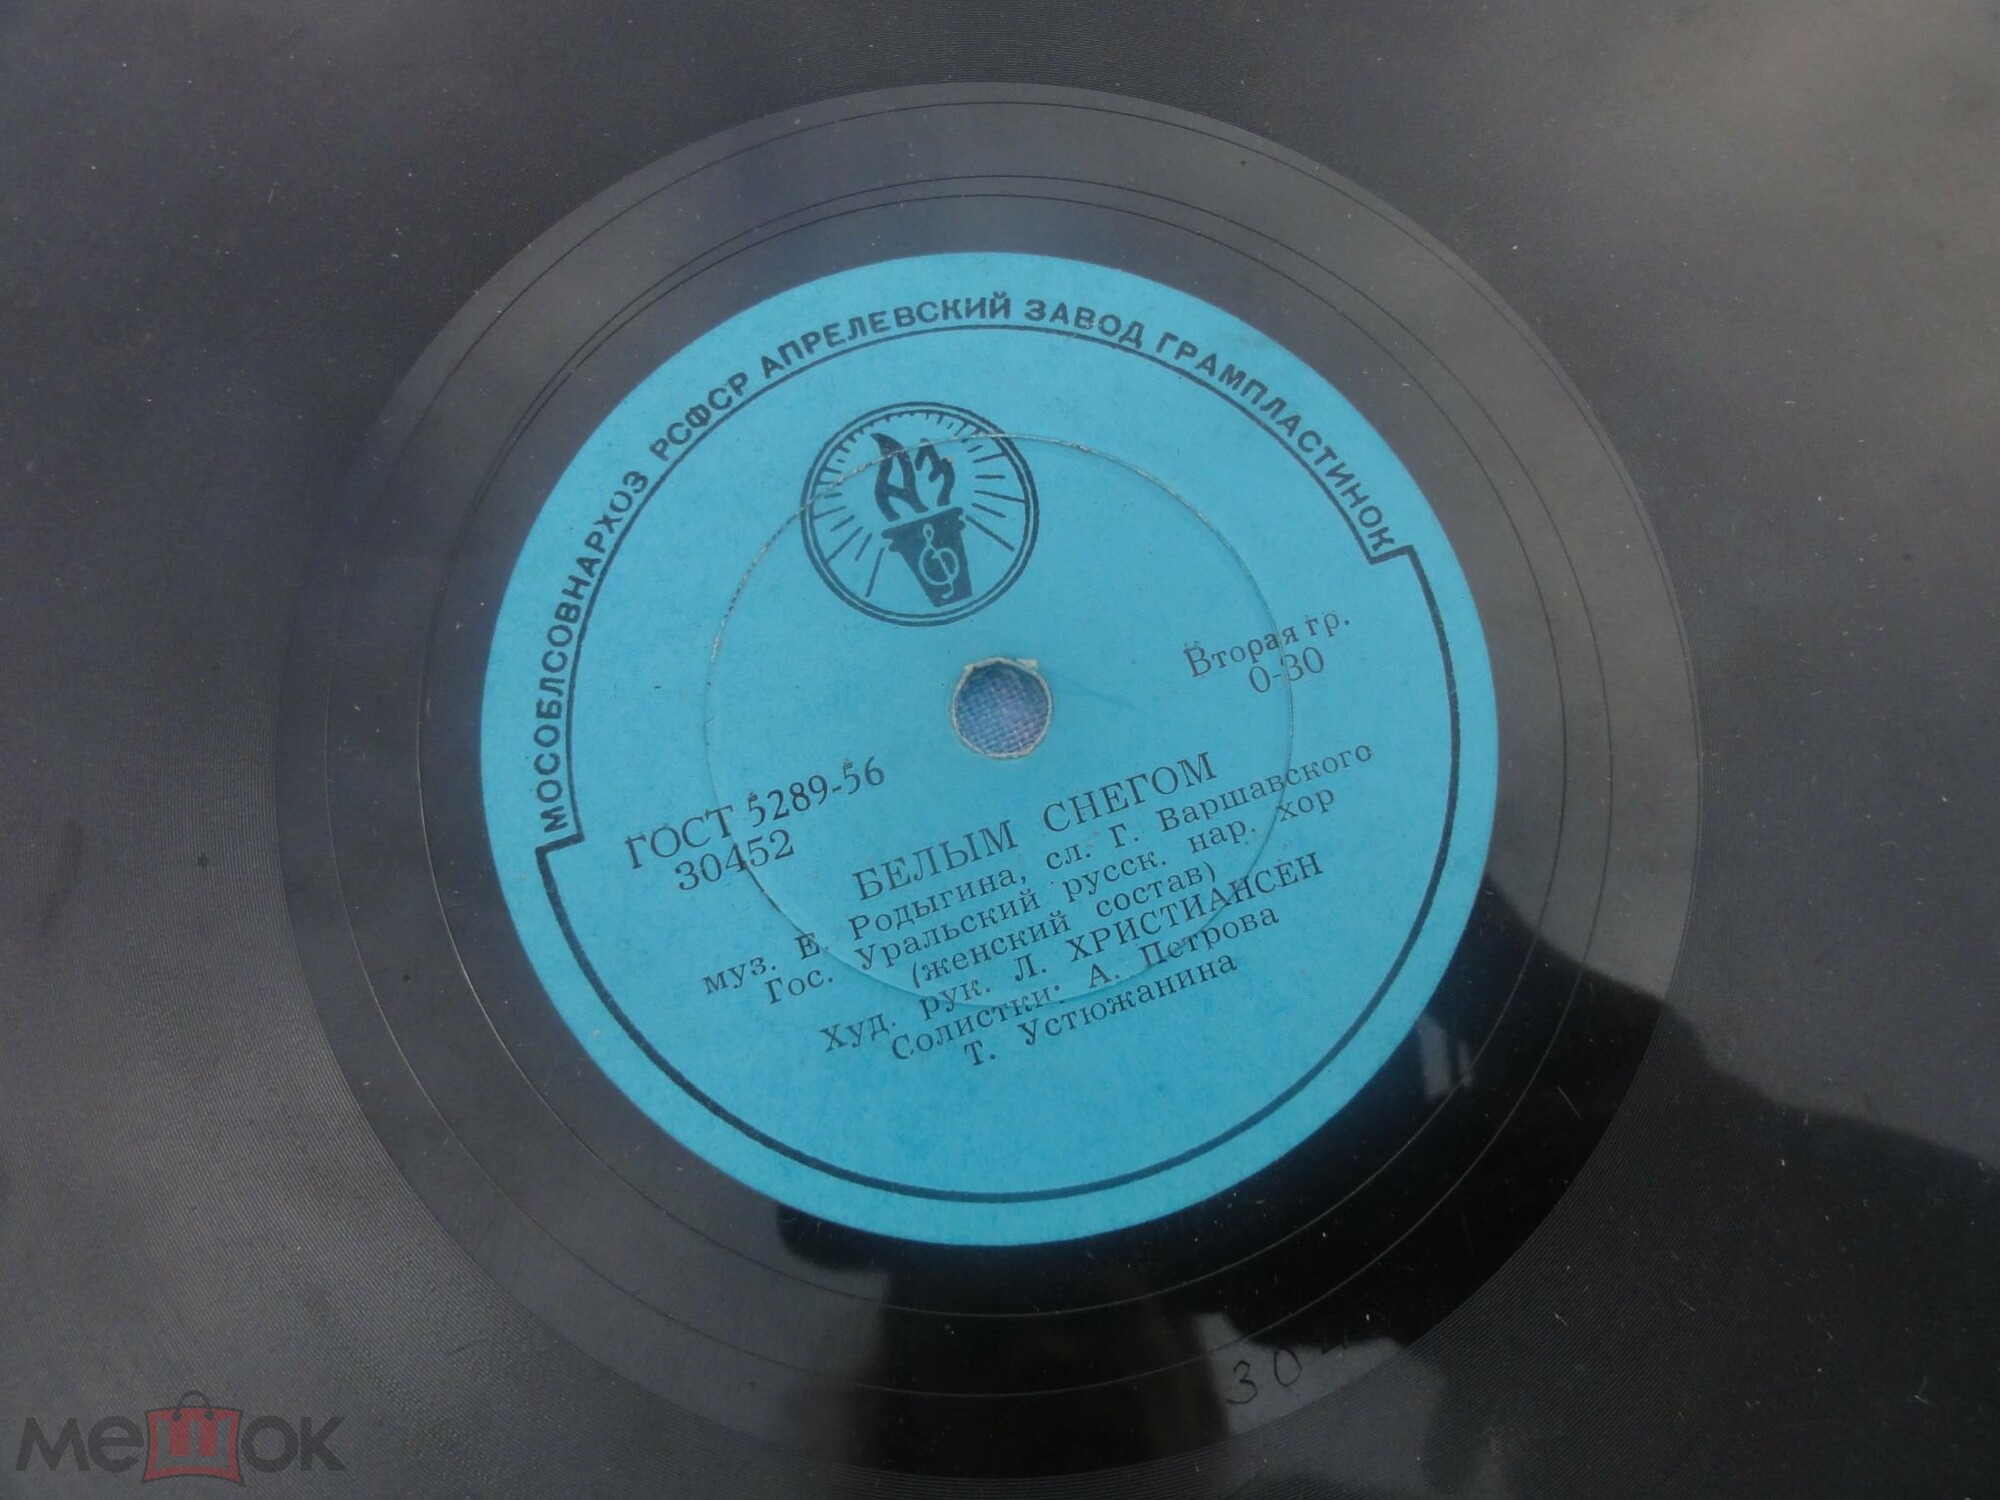 МОСОБЛСОВНАРХОЗ РСФСР АПРЕЛЕВСКИЙ ЗАВОД ГРАМПЛАСТИНОК
АЗ
Вторая гр.
0-30
ГОСТ 5289-56
30452
БЕЛЫМ СНЕГОМ
муз. Е. Родыгина, сл. Г. Варшавского
Гос. Уральский русск. нар. хор
(женский состав)
Худ. рук. Л. ХРИСТИАНСЕН
Солистки: А. Петрова
Т. Устюжанина
304
мешок